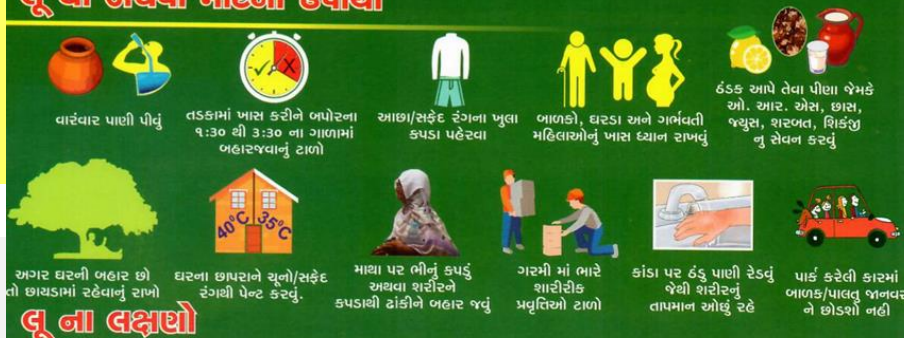 લૂ થી બચવા માટેના ઉપાયો
વારંવાર પાણી પીવું
તડકામાં ખાસ કરીને બપોરના
૧:૩૦ થી ૩:૩૦ ના ગાળામાં
બહારજવાનું ટાળો
આછા/સફેદ રંગના ખુલા
કપડા પહેરવા
બાળકો, ઘરડા અને ગર્ભવતી
મહિલાઓનું ખાસ ધ્યાન રાખવું
ઠંડક આપે તેવા પીણા જેમકે
ઓ. આર. એસ, છાસ,
જ્યુસ, શરબત, શિકંજી
નુ સેવન કરવું
40°C 35°C
અગર ઘરની બહાર છો
તો છાયડામાં રહેવાનું રાખો
ઘરના છાપરાને ચૂનો/સફેદ
રંગથી પેન્ટ કરવું.
માથા પર ભીનું કપડું
અથવા શરીરને
કપડાથી ઢાંકીને બહાર જવું
ગરમી માં ભારે
શારીરીક
પ્રવૃત્તિઓ ટાળો
કાંડા પર ઠંડુ પાણી રેડવું
જેથી શરીરનું
તાપમાન ઓછું રહે
પાર્ક કરેલી કારમાં
બાળક/પાલતુ જાનવર
ને છોડશો નહી
લૂ ના લક્ષણો